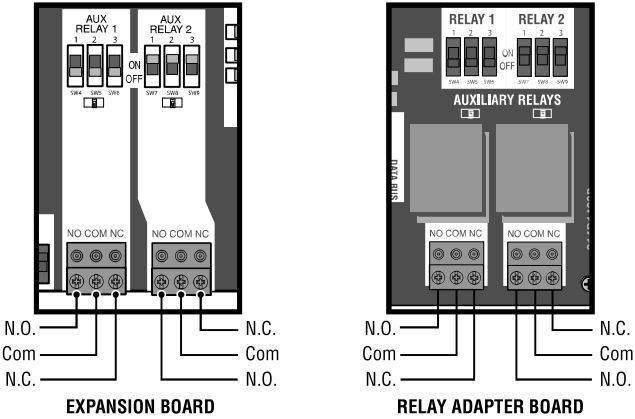 AUX
RELAY 1
AUX
RELAY 2
1 2 3
1 2 3
ON
OFF
SW4 SW5 SW6
SW7 SW8 SW9
NO COM NC
NO COM NC
N.O.
Com
N.C.
N.C.
Com
N.O.
EXPANSION BOARD
RELAY 1
RELAY 2
1 2 3
1 2 3
ON
OFF
SW4 SW5 SW6
SW7 SW8 SW9
AUXILIARY RELAYS
DATA BUS
NO COM NC
NO COM NC
N.O.
Com
N.C.
N.C.
Com
N.O.
RELAY ADAPTER BOARD